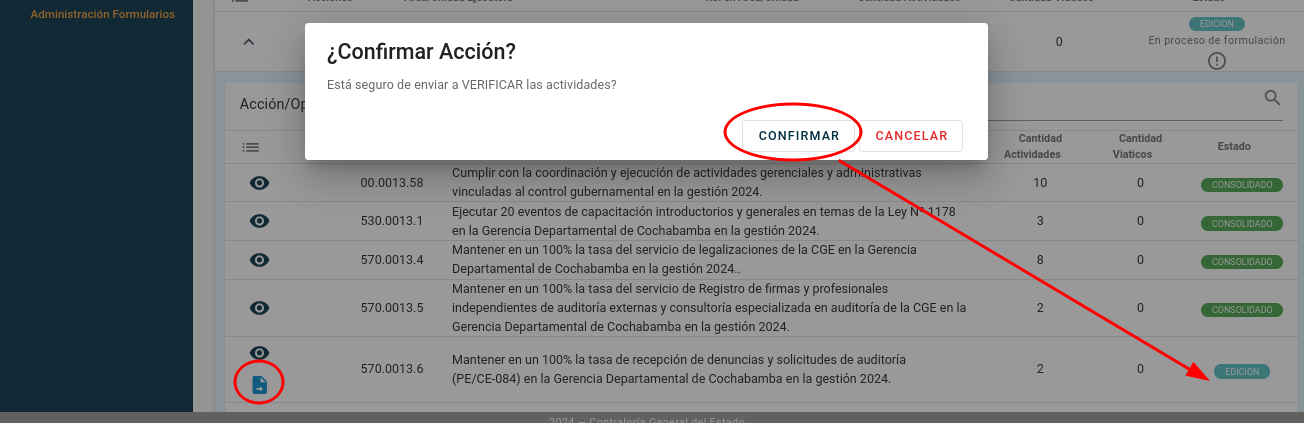 Administración Formularios
EDICION
0
En proceso de formulación
¿Confirmar Acción?
Está seguro de enviar a VERIFICAR las actividades?
CONFIRMAR
CANCELAR
Acción/Op
Cantidad
Actividades
Cantidad
Viaticos
Estado
00.0013.58
Cumplir con la coordinación y ejecución de actividades gerenciales y administrativas
vinculadas al control gubernamental en la gestión 2024.
10
0
CONSOLIDADO
530.0013.1
Ejecutar 20 eventos de capacitación introductorios y generales en temas de la Ley N° 1178
en la Gerencia Departamental de Cochabamba en la gestión 2024.
3
0
CONSOLIDADO
570.0013.4
Mantener en un 100% la tasa del servicio de legalizaciones de la CGE en la Gerencia
Departamental de Cochabamba en la gestión 2024..
8
0
CONSOLIDADO
570.0013.5
Mantener en un 100% la tasa del servicio de Registro de firmas y profesionales
independientes de auditoría externas y consultoría especializada en auditoría de la CGE en la
Gerencia Departamental de Cochabamba en la gestión 2024.
2
0
CONSOLIDADO
570.0013.6
Mantener en un 100% la tasa de recepción de denuncias y solicitudes de auditoría
(PE/CE-084) en la Gerencia Departamental de Cochabamba en la gestión 2024.
2
0
EDICION
2024 — Contraloría General del Estado